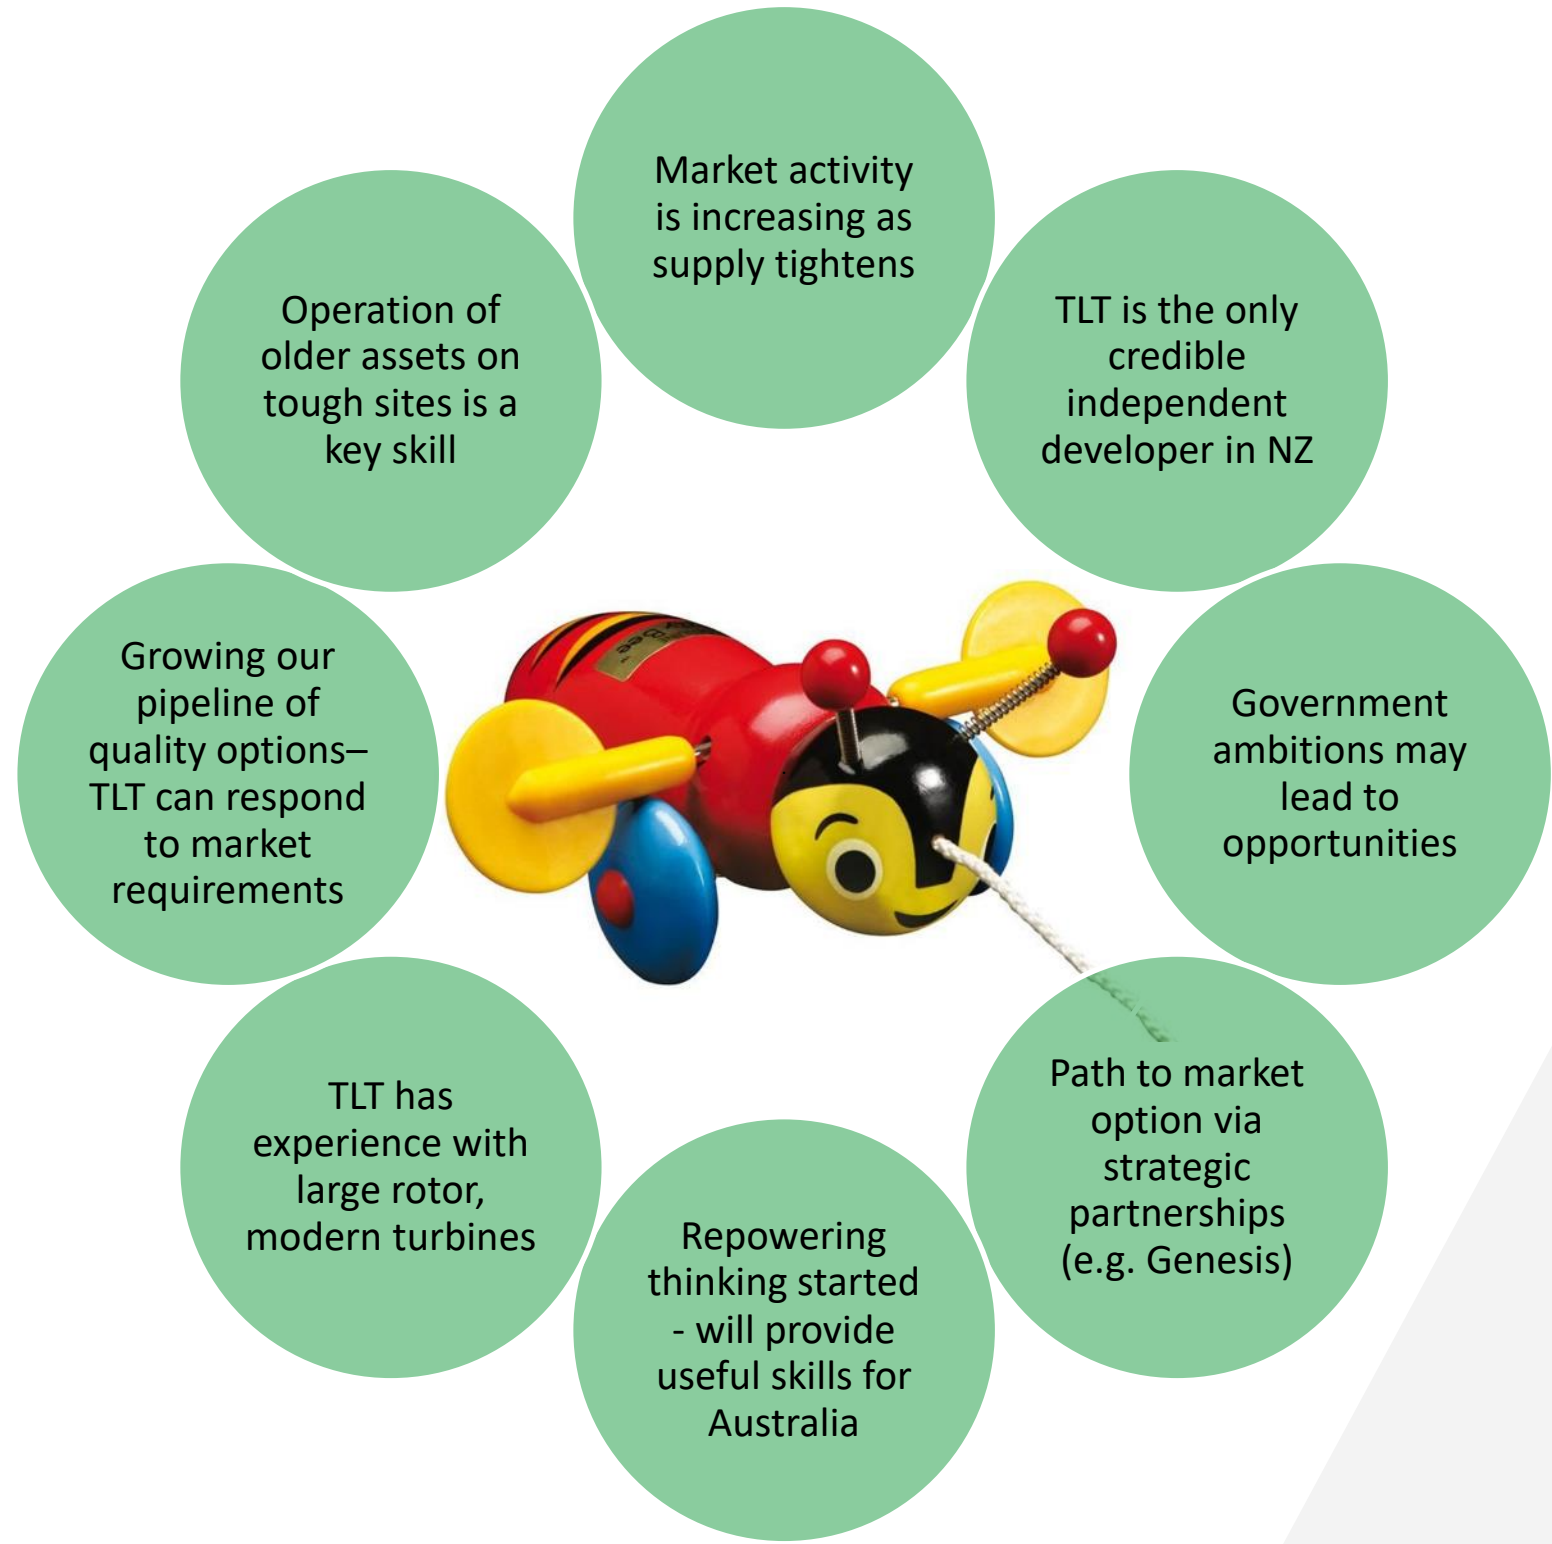 Market activity
is increasing as
supply tightens
TLT is the only
credible
independent
developer in NZ
Government
ambitions may
lead to
opportunities
Path to market
option via
strategic
partnerships
(e.g. Genesis)
Repowering
thinking started
- will provide
useful skills for
Australia
TLT has
experience with
large rotor,
modern turbines
Growing our
pipeline of
quality options–
TLT can respond
to market
requirements
Operation of
older assets on
tough sites is a
key skill
Bee